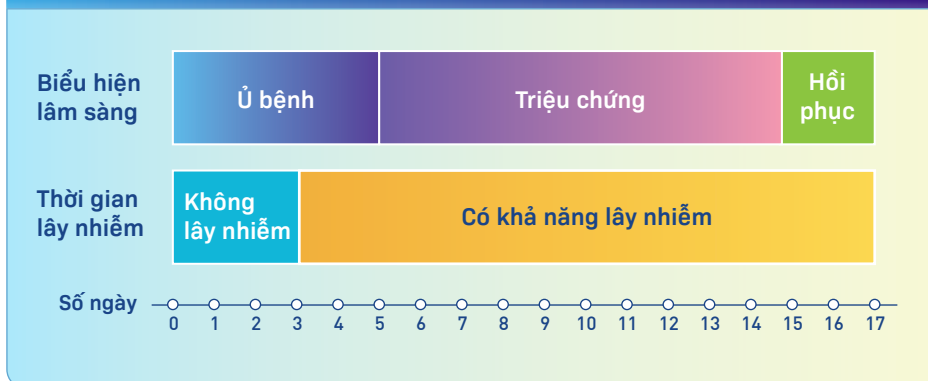 Biểu hiện
lâm sàng
Ủ bệnh
Triệu chứng
Hồi
phục
Thời gian
lây nhiễm
Không
lây nhiễm
Có khả năng lây nhiễm
Số ngày
0 1 2 3 4 5 6 7 8 9 10 11 12 13 14 15 16 17